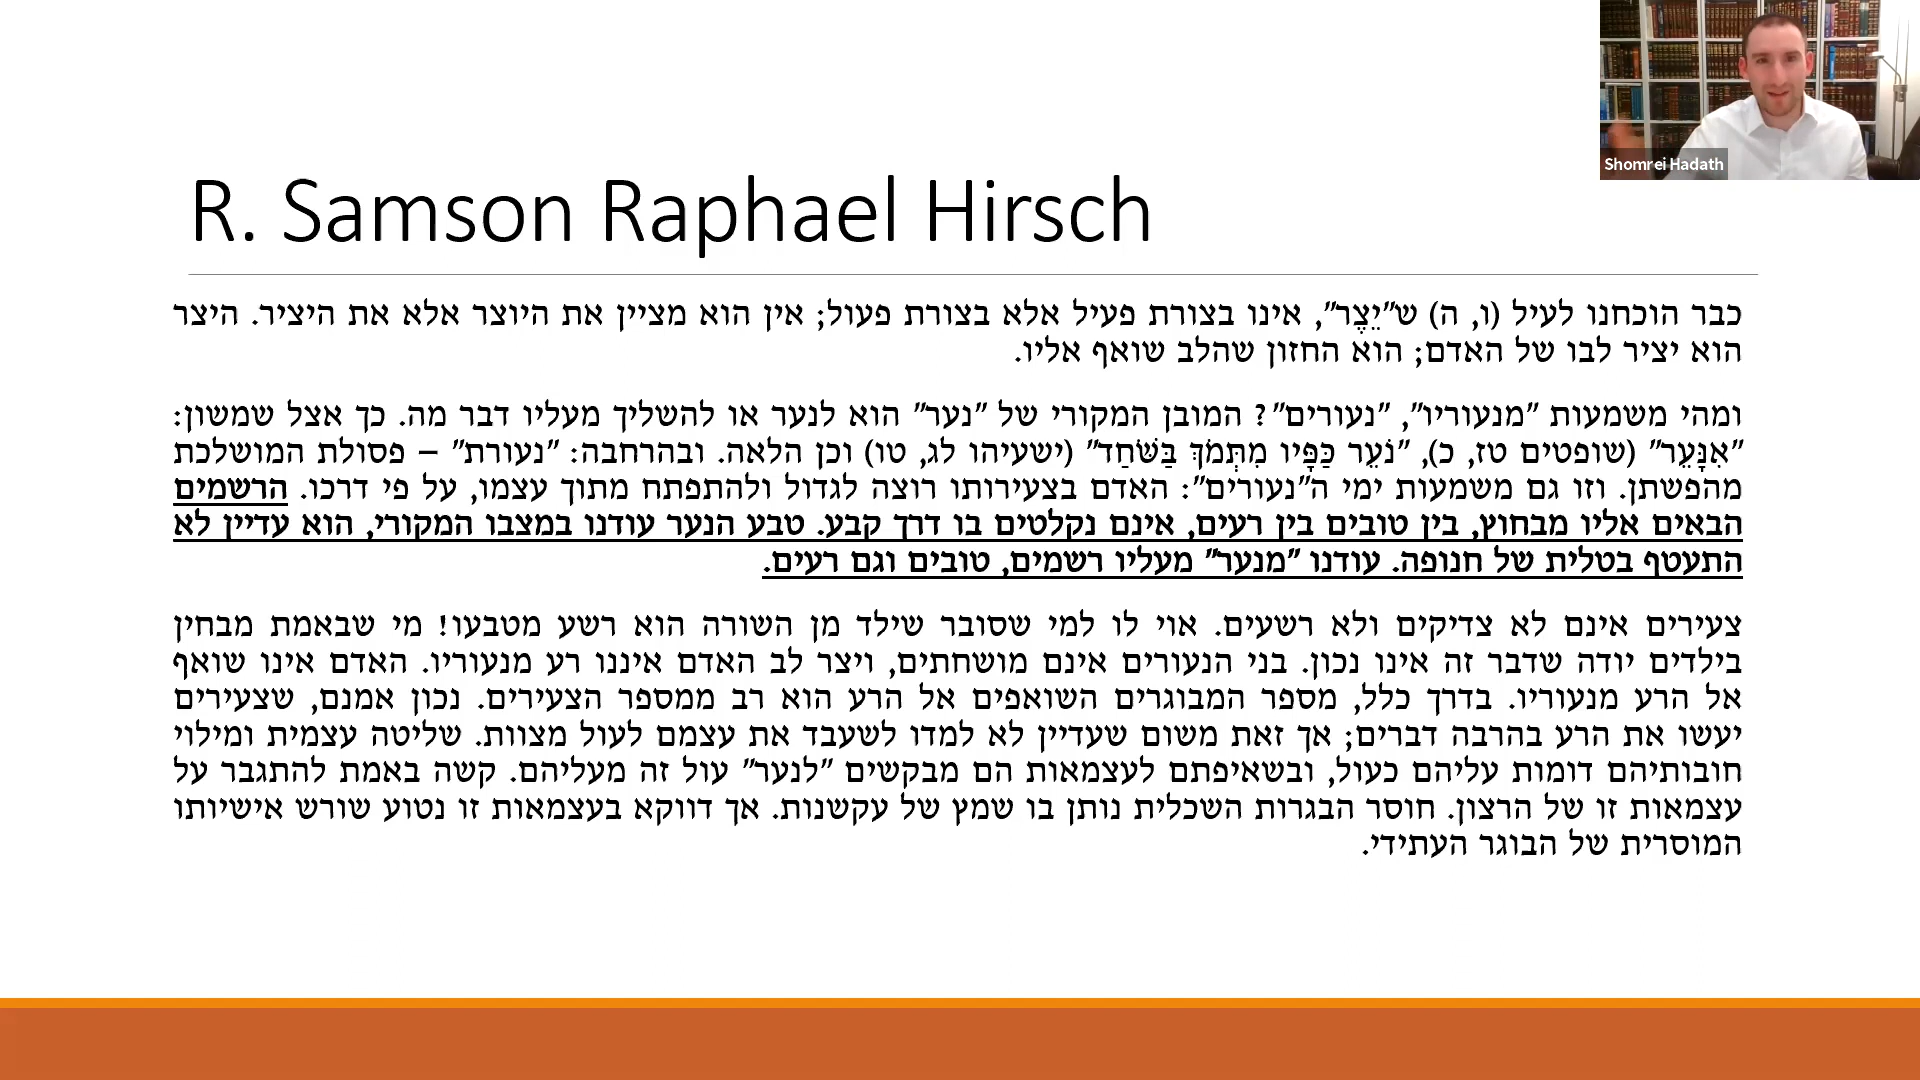 Shomrei Hadath
R. Samson Raphael Hirsch
כבר הוכחנו לעיל (ו, ה) ש"יֵצֶר", אינו בצורת פעיל אלא בצורת פעול; אין הוא מציין את היוצר אלא את היציר. היצר
הוא יציר לבו של האדם; הוא החזון שהלב שואף אליו.
ומהי משמעות "מנעוריו", "נעורים"? המובן המקורי של "נער" הוא לנער או להשליך מעליו דבר מה. כך אצל שמשון:
"אִנָּעֵר" (שופטים טז, כ), "נֹעֵר כַּפָּיו מִתְּמֹךְ בַּשֹּׁחַד" (ישעיהו לג, טו) וכן הלאה. ובהרחבה: "נעורת" – פסולת המושלכת
מהפשתן. וזו גם משמעות ימי ה"נעורים": האדם בצעירותו רוצה לגדול ולהתפתח מתוך עצמו, על פי דרכו. הרשמים
הבאים אליו מבחוץ, בין טובים בין רעים, אינם נקלטים בו דרך קבע. טבע הנער עודנו במצבו המקורי, הוא עדיין לא
התעטף בטלית של חנופה. עודנו "מנער" מעליו רשמים, טובים וגם רעים.
צעירים אינם לא צדיקים ולא רשעים. אוי לו למי שסובר שילד מן השורה הוא רשע מטבעו! מי שבאמת מבחין
בילדים יודה שדבר זה אינו נכון. בני הנעורים אינם מושחתים, ויצר לב האדם איננו רע מנעוריו. האדם אינו שואף
אל הרע מנעוריו. בדרך כלל, מספר המבוגרים השואפים אל הרע הוא רב ממספר הצעירים. נכון אמנם, שצעירים
יעשו את הרע בהרבה דברים; אך זאת משום שעדיין לא למדו לשעבד את עצמם לעול מצוות. שליטה עצמית ומילוי
חובותיהם דומות עליהם כעול, ובשאיפתם לעצמאות הם מבקשים "לנער" עול זה מעליהם. קשה באמת להתגבר על
עצמאות זו של הרצון. חוסר הבגרות השכלית נותן בו שמץ של עקשנות. אך דווקא בעצמאות זו נטוע שורש אישיותו
המוסרית של הבוגר העתידי.